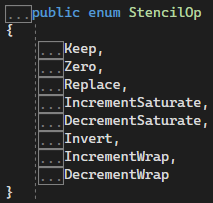 ...public enum StencilOp
{
...Keep,
...Zero,
...Replace,
...IncrementSaturate,
...DecrementSaturate,
...Invert,
...IncrementWrap,
...DecrementWrap
}